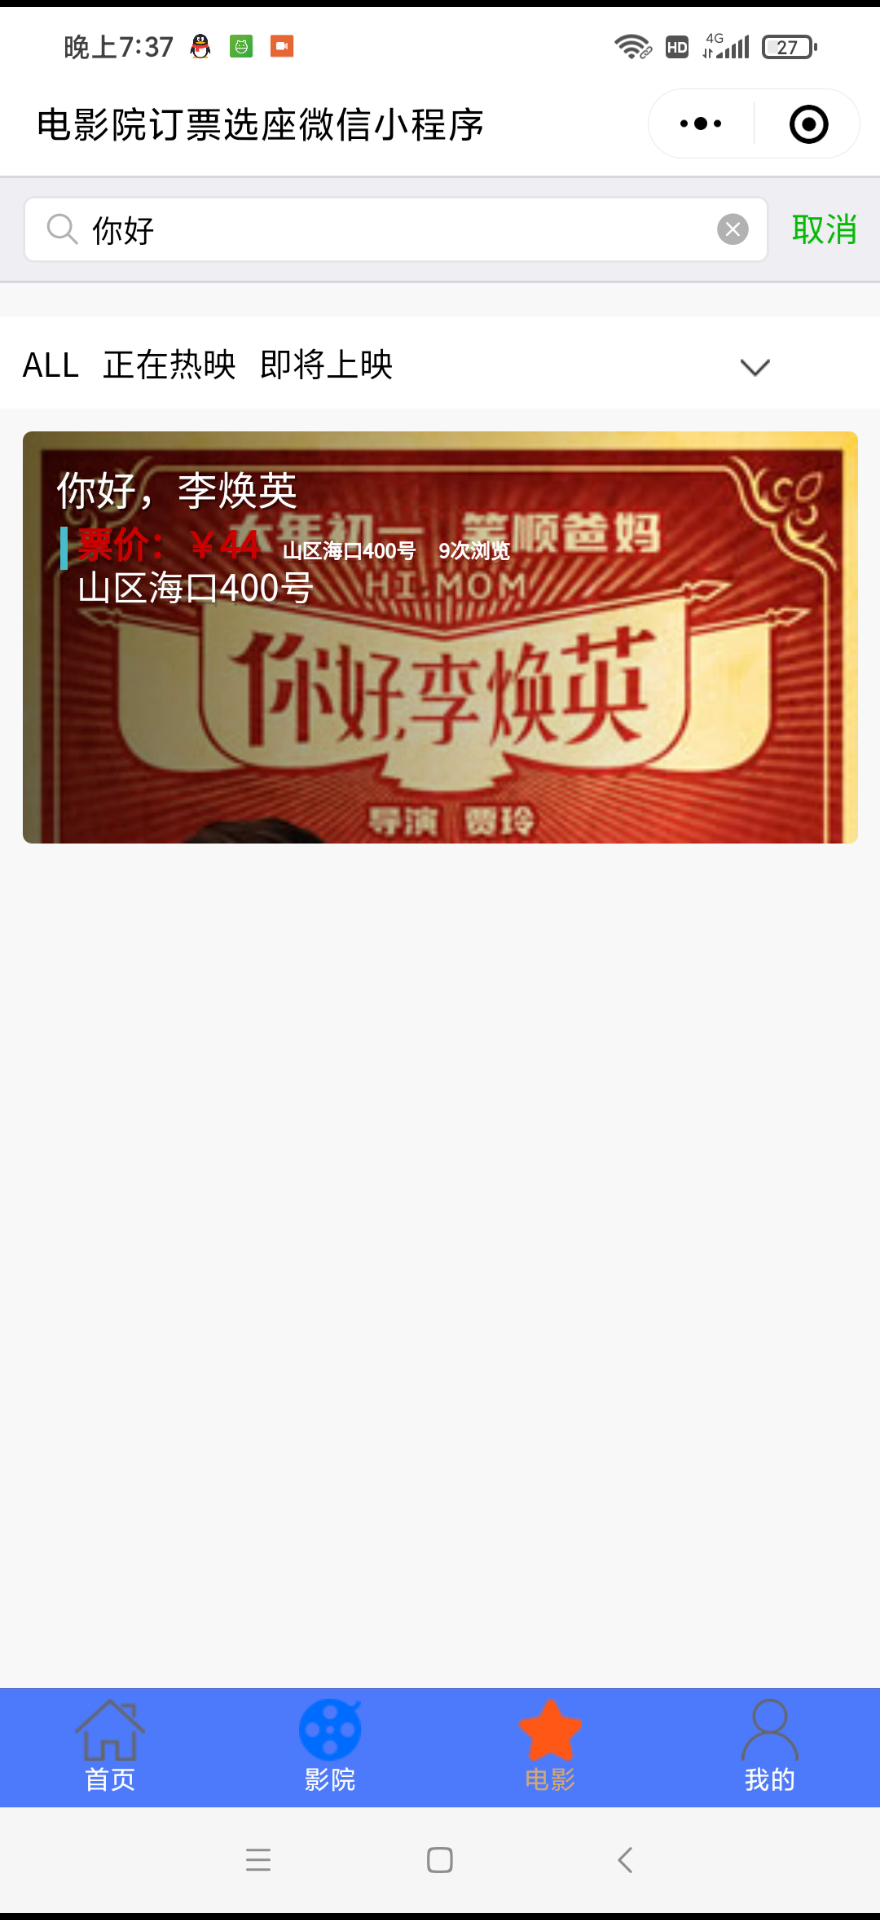 晚上7:37
HD 4G 27
电影院订票选座微信小程序
你好
取消
ALL 正在热映 即将上映
你好，李焕英
大年初一 笑顺爸妈
票价：￥44 山区海口400号 9次浏览
山区海口400号
HI,MOM
你好,李焕英
导演 贾玲
首页 影院 电影 我的